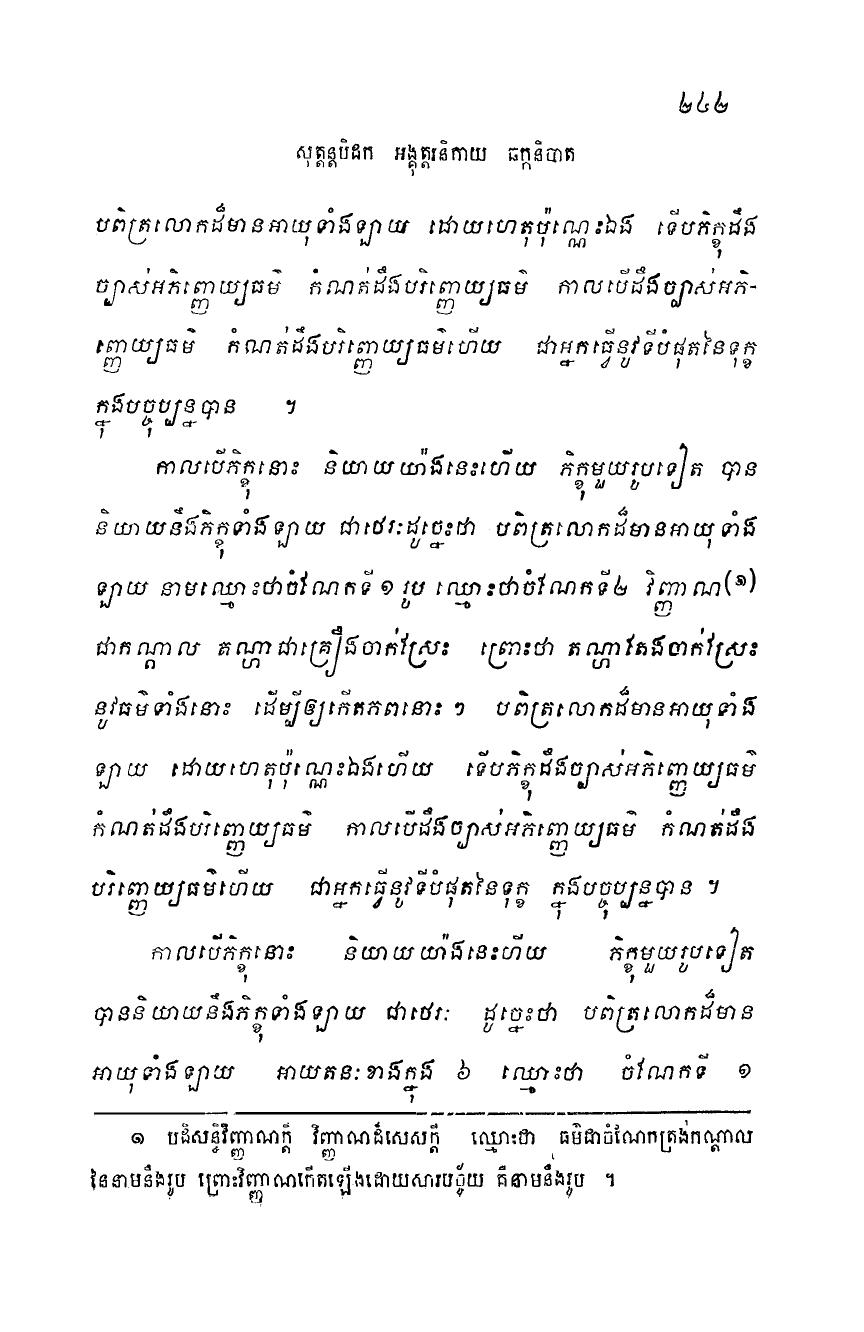 ២៤២
សុត្តន្តបិដក អង្គុត្តរនិកាយ ឆក្កនិបាត
បពិត្រលោកដ៏មានអាយុទាំងឡាយ ដោយហេតុប៉ុណ្ណេះឯង ទើបភិក្ខុដឹង
ច្បាស់អភិញ្ញេយ្យធម៌ កំណត់ដឹងបរិញ្ញេយ្យធម៌ កាលបើដឹងច្បាស់អភិ-
ញ្ញេយ្យធម៌ កំណត់ដឹងបរិញ្ញេយ្យធម៌ហើយ ជាអ្នកធ្វើនូវទីបំផុតនៃទុក្ខ
ក្នុងបច្ចុប្បន្នបាន ។
កាលបើភិក្ខុនោះ និយាយយ៉ាងនេះហើយ ភិក្ខុមួយរូបទៀត បាន
និយាយនឹងភិក្ខុទាំងឡាយ ជាថេរៈដូច្នេះថា បពិត្រលោកដ៏មានអាយុទាំង
ឡាយ នាមឈ្មោះថាចំណែកទី ១ រូប ឈ្មោះថាចំណែកទី២ វិញ្ញាណ(១)
ជាកណ្តាល តណ្ហាជាគ្រឿងចាក់ស្រែះ ព្រោះថា តណ្ហាតែងចាក់ស្រែះ
នូវធម៌ទាំងនោះ ដើម្បីឲ្យកើតភពនោះៗ បពិត្រលោកដ៏មានអាយុទាំង
ឡាយ ដោយហេតុប៉ុណ្ណេះឯងហើយ ទើបភិក្ខុដឹងច្បាស់អភិញ្ញេយ្យធម៌
កំណត់ដឹងបរិញ្ញេយ្យធម៌ កាលបើដឹងច្បាស់អភិញ្ញេយ្យធម៌ កំណត់ដឹង
បរិញ្ញេយ្យធម៌ហើយ ជាអ្នកធ្វើនូវទីបំផុតនៃទុក្ខ ក្នុងបច្ចុប្បន្នបាន ។
កាលបើភិក្ខុនោះ និយាយយ៉ាងនេះហើយ ភិក្ខុមួយរូបទៀត
បាននិយាយនឹងភិក្ខុទាំងឡាយ ជាថេរៈ ដូច្នេះថា បពិត្រលោកដ៏មាន
អាយុទាំងឡាយ អាយតនៈខាងក្នុង ៦ ឈ្មោះថា ចំណែកទី ១
១ បដិសន្ធិវិញ្ញាណក្តី វិញ្ញាណដ៏សេសក្តី ឈ្មោះជា ធម៌ជាចំណែកត្រង់កណ្តាល
នៃនាមនឹងរូប ព្រោះវិញ្ញាណកើតឡើងដោយសារបច្ច័យ គឺនាមនឹងរូប ។